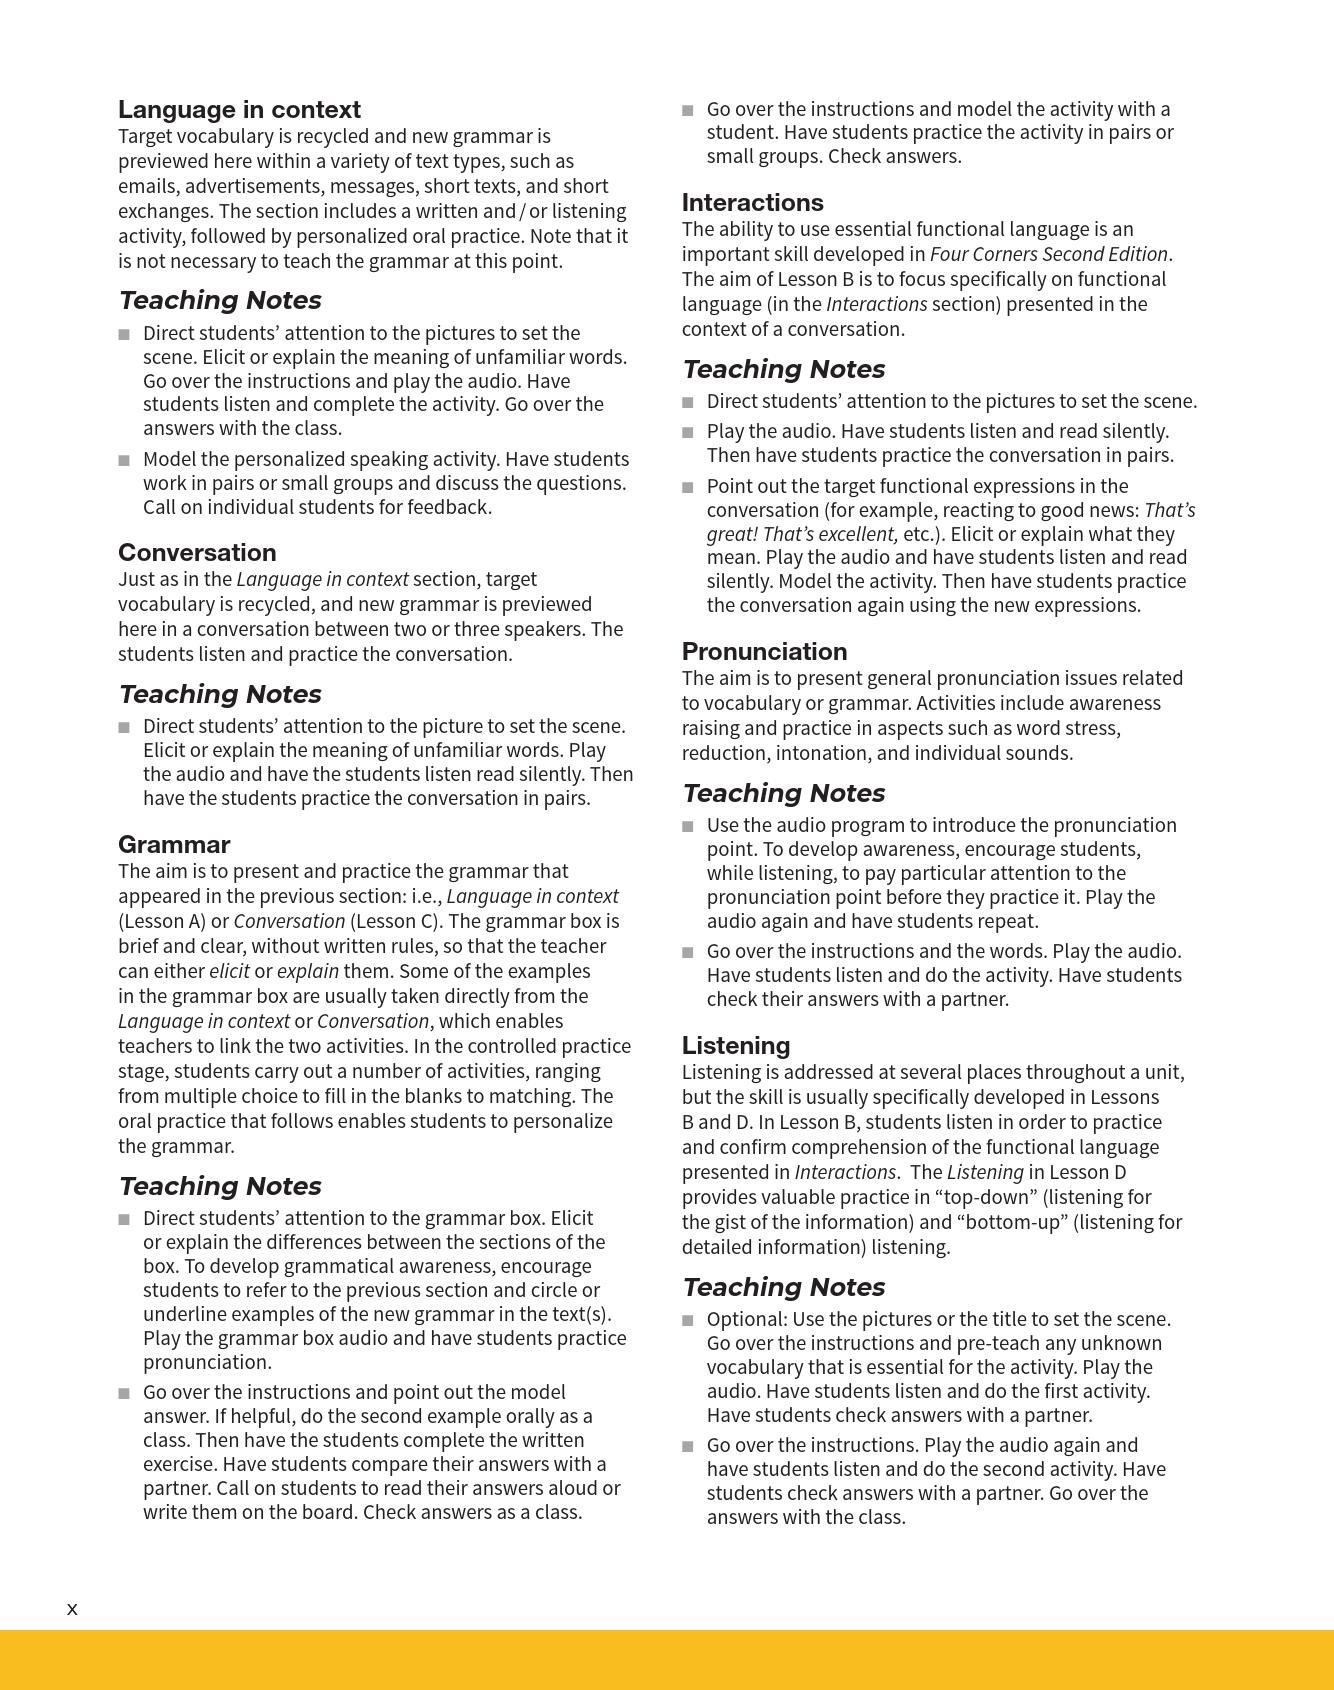 Language in context
Target vocabulary is recycled and new grammar is
previewed here within a variety of text types, such as
emails, advertisements, messages, short texts, and short
exchanges. The section includes a written and / or listening
activity, followed by personalized oral practice. Note that it
is not necessary to teach the grammar at this point.
Teaching Notes
■ Direct students’ attention to the pictures to set the
scene. Elicit or explain the meaning of unfamiliar words.
Go over the instructions and play the audio. Have
students listen and complete the activity. Go over the
answers with the class.
■ Model the personalized speaking activity. Have students
work in pairs or small groups and discuss the questions.
Call on individual students for feedback.
Conversation
Just as in the Language in context section, target
vocabulary is recycled, and new grammar is previewed
here in a conversation between two or three speakers. The
students listen and practice the conversation.
Teaching Notes
■ Direct students’ attention to the picture to set the scene.
Elicit or explain the meaning of unfamiliar words. Play
the audio and have the students listen read silently. Then
have the students practice the conversation in pairs.
Grammar
The aim is to present and practice the grammar that
appeared in the previous section: i.e., Language in context
(Lesson A) or Conversation (Lesson C). The grammar box is
brief and clear, without written rules, so that the teacher
can either elicit or explain them. Some of the examples
in the grammar box are usually taken directly from the
Language in context or Conversation, which enables
teachers to link the two activities. In the controlled practice
stage, students carry out a number of activities, ranging
from multiple choice to fill in the blanks to matching. The
oral practice that follows enables students to personalize
the grammar.
Teaching Notes
■ Direct students’ attention to the grammar box. Elicit
or explain the differences between the sections of the
box. To develop grammatical awareness, encourage
students to refer to the previous section and circle or
underline examples of the new grammar in the text(s).
Play the grammar box audio and have students practice
pronunciation.
■ Go over the instructions and point out the model
answer. If helpful, do the second example orally as a
class. Then have the students complete the written
exercise. Have students compare their answers with a
partner. Call on students to read their answers aloud or
write them on the board. Check answers as a class.
■ Go over the instructions and model the activity with a
student. Have students practice the activity in pairs or
small groups. Check answers.
Interactions
The ability to use essential functional language is an
important skill developed in Four Corners Second Edition.
The aim of Lesson B is to focus specifically on functional
language (in the Interactions section) presented in the
context of a conversation.
Teaching Notes
■ Direct students’ attention to the pictures to set the scene.
■ Play the audio. Have students listen and read silently.
Then have students practice the conversation in pairs.
■ Point out the target functional expressions in the
conversation (for example, reacting to good news: That’s
great! That’s excellent, etc.). Elicit or explain what they
mean. Play the audio and have students listen and read
silently. Model the activity. Then have students practice
the conversation again using the new expressions.
Pronunciation
The aim is to present general pronunciation issues related
to vocabulary or grammar. Activities include awareness
raising and practice in aspects such as word stress,
reduction, intonation, and individual sounds.
Teaching Notes
■ Use the audio program to introduce the pronunciation
point. To develop awareness, encourage students,
while listening, to pay particular attention to the
pronunciation point before they practice it. Play the
audio again and have students repeat.
■ Go over the instructions and the words. Play the audio.
Have students listen and do the activity. Have students
check their answers with a partner.
Listening
Listening is addressed at several places throughout a unit,
but the skill is usually specifically developed in Lessons
B and D. In Lesson B, students listen in order to practice
and confirm comprehension of the functional language
presented in Interactions. The Listening in Lesson D
provides valuable practice in “top-down” (listening for
the gist of the information) and “bottom-up” (listening for
detailed information) listening.
Teaching Notes
■ Optional: Use the pictures or the title to set the scene.
Go over the instructions and pre-teach any unknown
vocabulary that is essential for the activity. Play the
audio. Have students listen and do the first activity.
Have students check answers with a partner.
■ Go over the instructions. Play the audio again and
have students listen and do the second activity. Have
students check answers with a partner. Go over the
answers with the class.
x